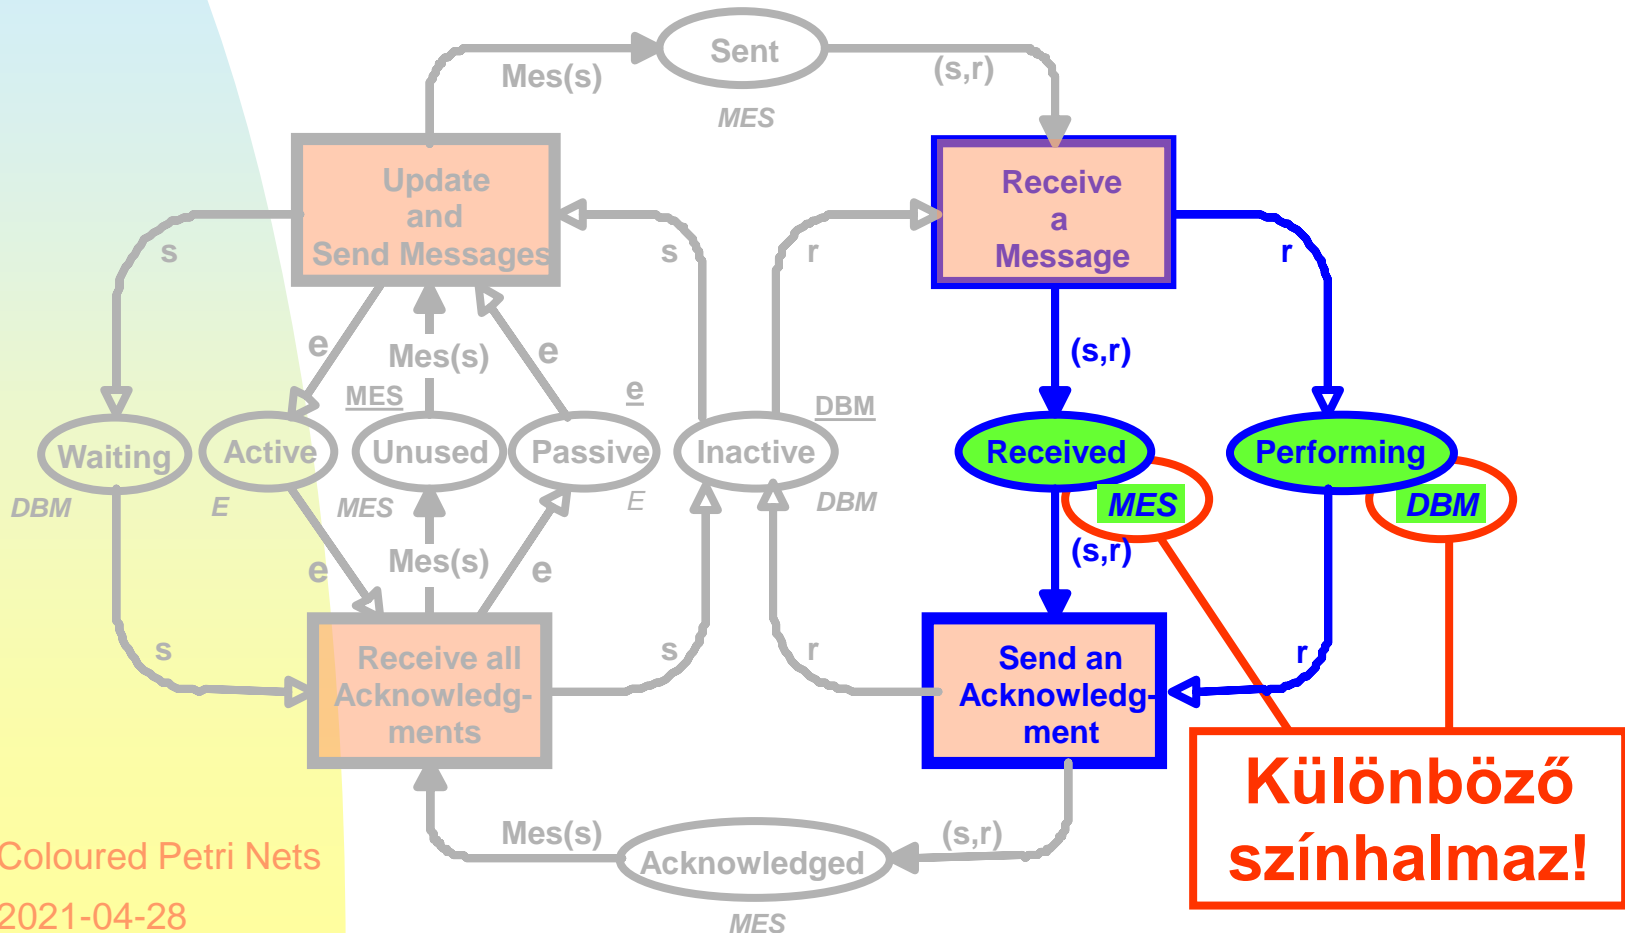 Sent
Mes(s)
(s,r)
MES
Update
and
Send Messages
Receive
a
Message
s
s
r
r
e
Mes(s)
e
(s,r)
MES
e
DBM
Waiting
Active
Unused
Passive
Inactive
Received
Performing
DBM
E
MES
E
DBM
MES
DBM
e
Mes(s)
e
(s,r)
s
s
r
r
Receive all
Acknowledg-
ments
Send an
Acknowledg-
ment
Különböző
színhalmaz!
Mes(s)
(s,r)
Acknowledged
MES
Coloured Petri Nets
2021-04-28